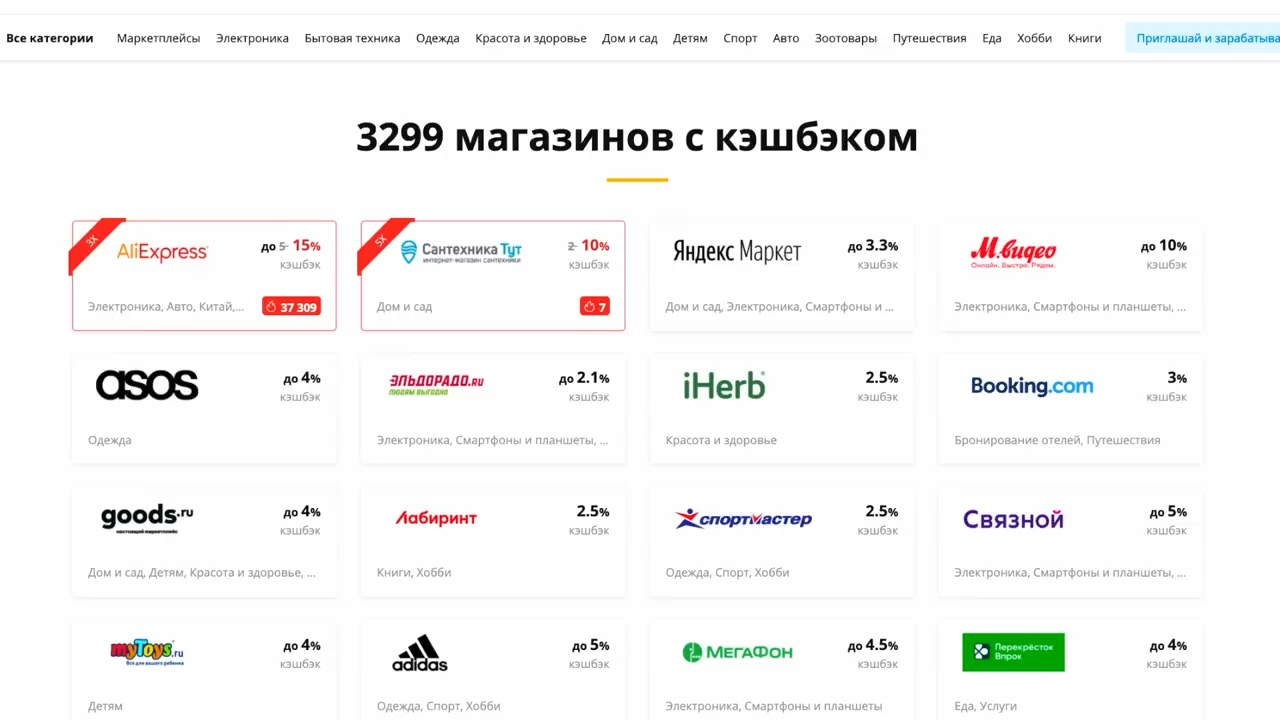 Все категории Маркетплейсы Электроника Бытовая техника Одежда Красота и здоровье Дом и сад Детям Спорт Авто Зоотовары Путешествия Еда Хобби Книги Приглашай и зарабатыва
3299 магазинов с кэшбэком
3X AliExpress до 5 15%
кэшбэк
Электроника, Авто, Китай,... 37 309
5X Сантехника Тут 2 10%
интернет-магазин сантехники кэшбэк
Дом и сад 7
Яндекс Маркет до 3.3%
кэшбэк
Дом и сад, Электроника, Смартфоны и ...
М.видео до 10%
Онлайн. Быстро. Рядом. кэшбэк
Электроника, Смартфоны и планшеты, ...
asos до 4%
кэшбэк
Одежда
ЭЛЬДОРАДО.RU до 2.1%
людям выгодно кэшбэк
Электроника, Смартфоны и планшеты, ...
iHerb 2.5%
кэшбэк
Красота и здоровье
Booking.com 3%
кэшбэк
Бронирование отелей, Путешествия
goods.ru до 4%
настоящий маркетплейс кэшбэк
Дом и сад, Детям, Красота и здоровье, ...
Лабиринт 2.5%
кэшбэк
Книги, Хобби
спортмастер 2.5%
кэшбэк
Одежда, Спорт, Хобби
Связной до 5%
кэшбэк
Электроника, Смартфоны и планшеты, ...
myToys.ru до 4%
Все для вашего ребенка кэшбэк
Детям
adidas до 5%
кэшбэк
Одежда, Спорт, Хобби
МегаФон до 4.5%
кэшбэк
Электроника, Смартфоны и планшеты
Перекрёсток до 4%
Впрок кэшбэк
Еда, Услуги